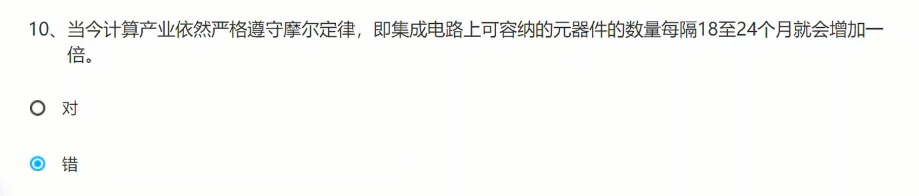 10、当今计算产业依然严格遵守摩尔定律，即集成电路上可容纳的元器件的数量每隔18至24个月就会增加一
倍。
对
错